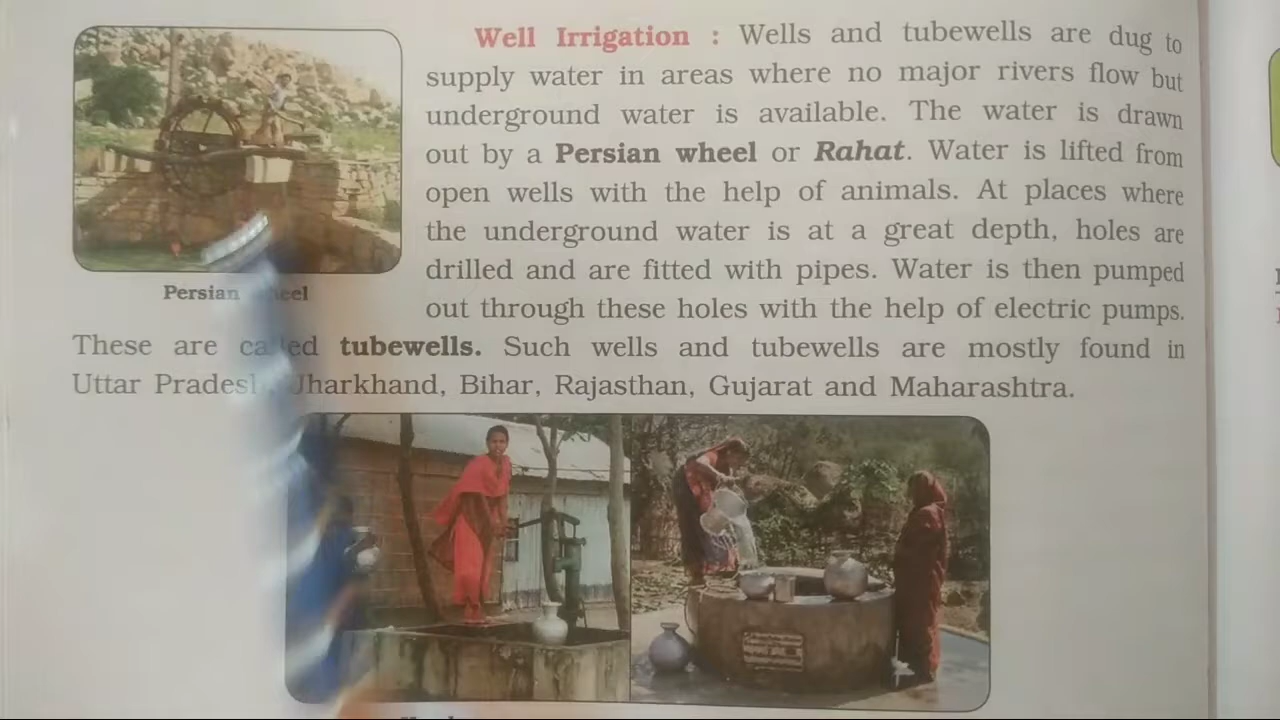 Well Irrigation : Wells and tubewells are dug to
supply water in areas where no major rivers flow but
underground water is available. The water is drawn
out by a Persian wheel or Rahat. Water is lifted from
open wells with the help of animals. At places where
the underground water is at a great depth, holes are
drilled and are fitted with pipes. Water is then pumped
out through these holes with the help of electric pumps.
Persian
These are called tubewells. Such wells and tubewells are mostly found in
Uttar Pradesh, Jharkhand, Bihar, Rajasthan, Gujarat and Maharashtra.